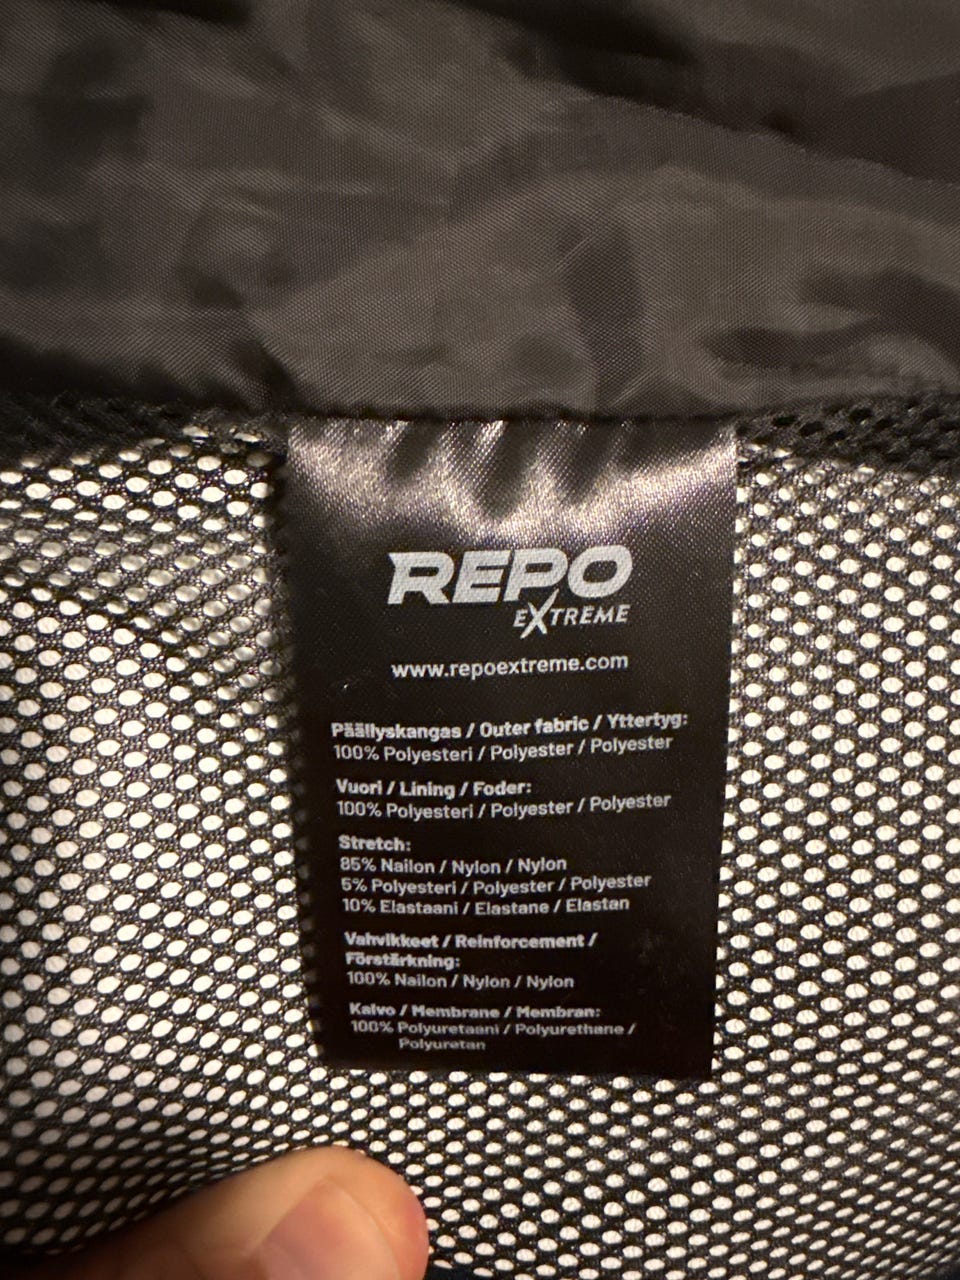 REPO
EXTREME
www.repoextreme.com
Päällyskangas / Outer fabric / Yttertyg:
100% Polyesteri / Polyester / Polyester
Vuori / Lining / Foder:
100% Polyesteri / Polyester / Polyester
Stretch:
85% Nailon / Nylon / Nylon
5% Polyesteri / Polyester / Polyester
10% Elastaani / Elastane / Elastan
Vahvikkeet / Reinforcement /
Förstärkning:
100% Nailon / Nylon / Nylon
Kalvo / Membrane / Membran:
100% Polyuretaani / Polyurethane /
Polyuretan